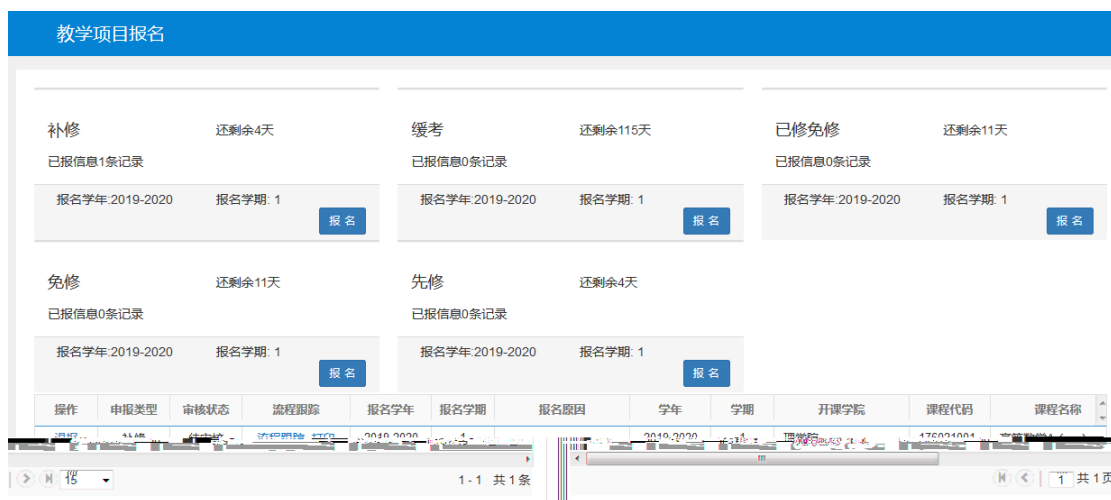 教学项目报名
补修 还剩余4天 缓考 还剩余115天 已修免修 还剩余11天
已报信息1条记录 已报信息0条记录 已报信息0条记录
报名学年:2019-2020 报名学期: 1 报名学年:2019-2020 报名学期: 1 报名学年:2019-2020 报名学期: 1
报 名 报 名 报 名
免修 还剩余11天 先修 还剩余4天
已报信息0条记录 已报信息0条记录
报名学年:2019-2020 报名学期: 1 报名学年:2019-2020 报名学期: 1
报 名 报 名
操作 申报类型 审核状态 流程跟踪 报名学年 报名学期 报名原因 学年 学期 开课学院 课程代码 课程名称
15 1 - 1 共 1 条 1 共 1 页